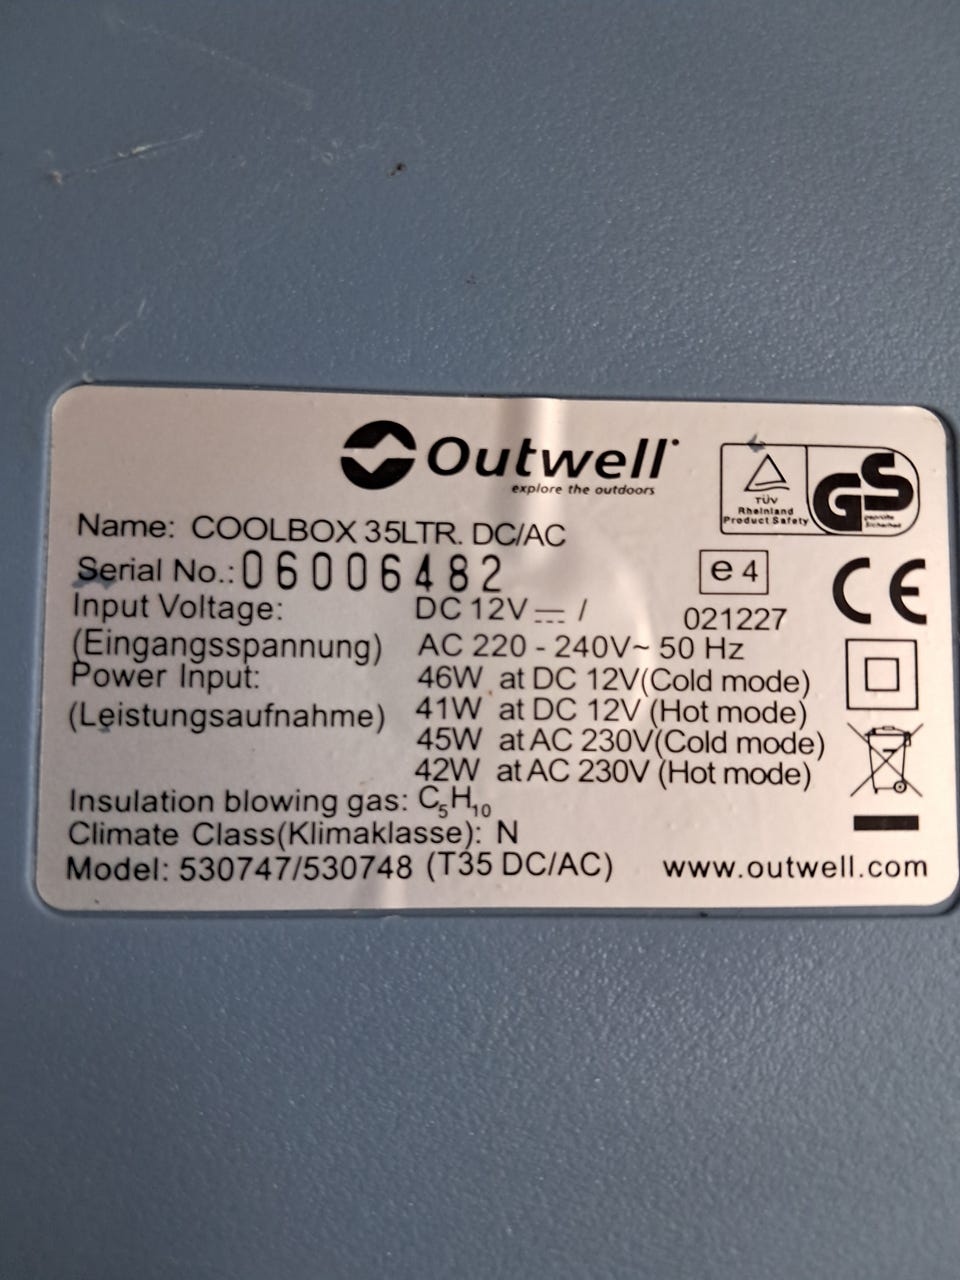 Outwell
explore the outdoors
TÜV
Rheinland
Product Safety
GS
geprüfte
Sicherheit
Name: COOLBOX 35LTR. DC/AC
Serial No.: 06006482
e 4
CE
Input Voltage: DC 12V ⎓ / 021227
(Eingangsspannung) AC 220 - 240V~ 50 Hz
Power Input: 46W at DC 12V(Cold mode)
(Leistungsaufnahme) 41W at DC 12V (Hot mode)
45W at AC 230V(Cold mode)
42W at AC 230V (Hot mode)
Insulation blowing gas: C₅H₁₀
Climate Class(Klimaklasse): N
Model: 530747/530748 (T35 DC/AC) www.outwell.com